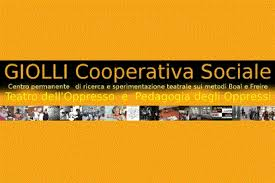 GIOLLI Cooperativa Sociale
Centro permanente di ricerca e sperimentazione teatrale sui metodi Boal e Freire
Teatro dell'Oppresso e Pedagogia degli Oppressi